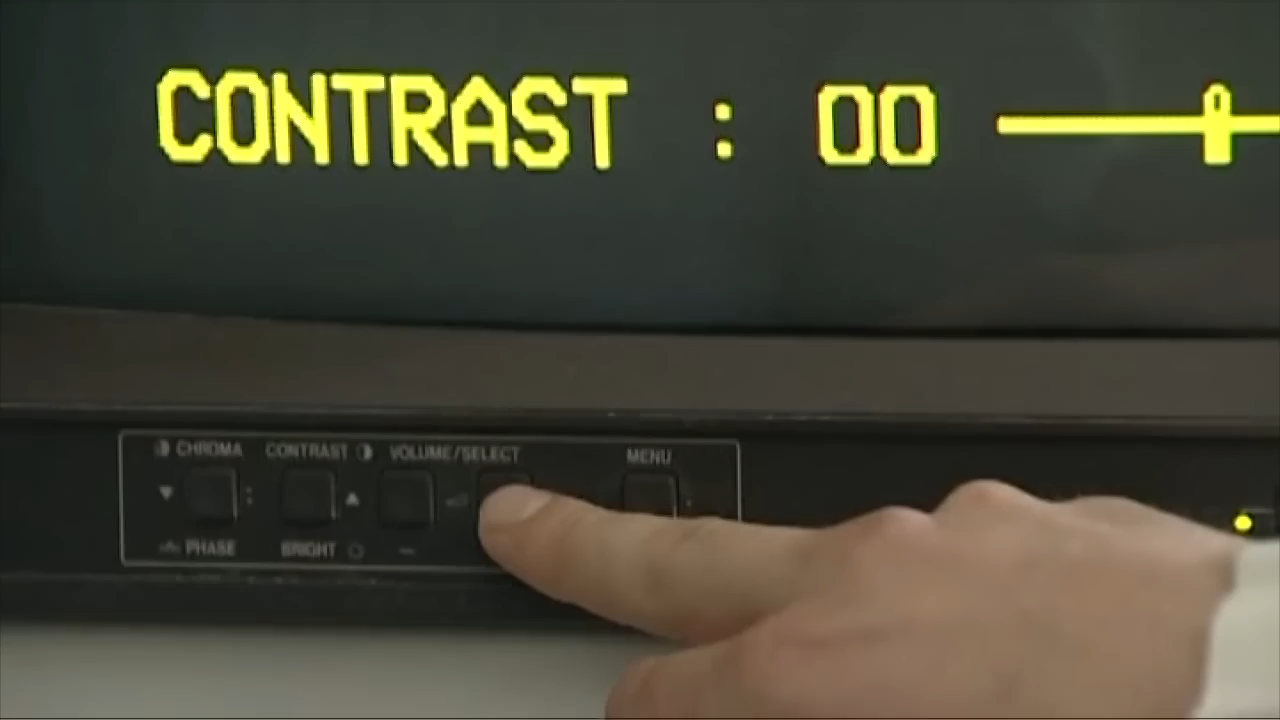 CONTRAST : 00
CHROMA CONTRAST VOLUME/SELECT MENU
PHASE BRIGHT −